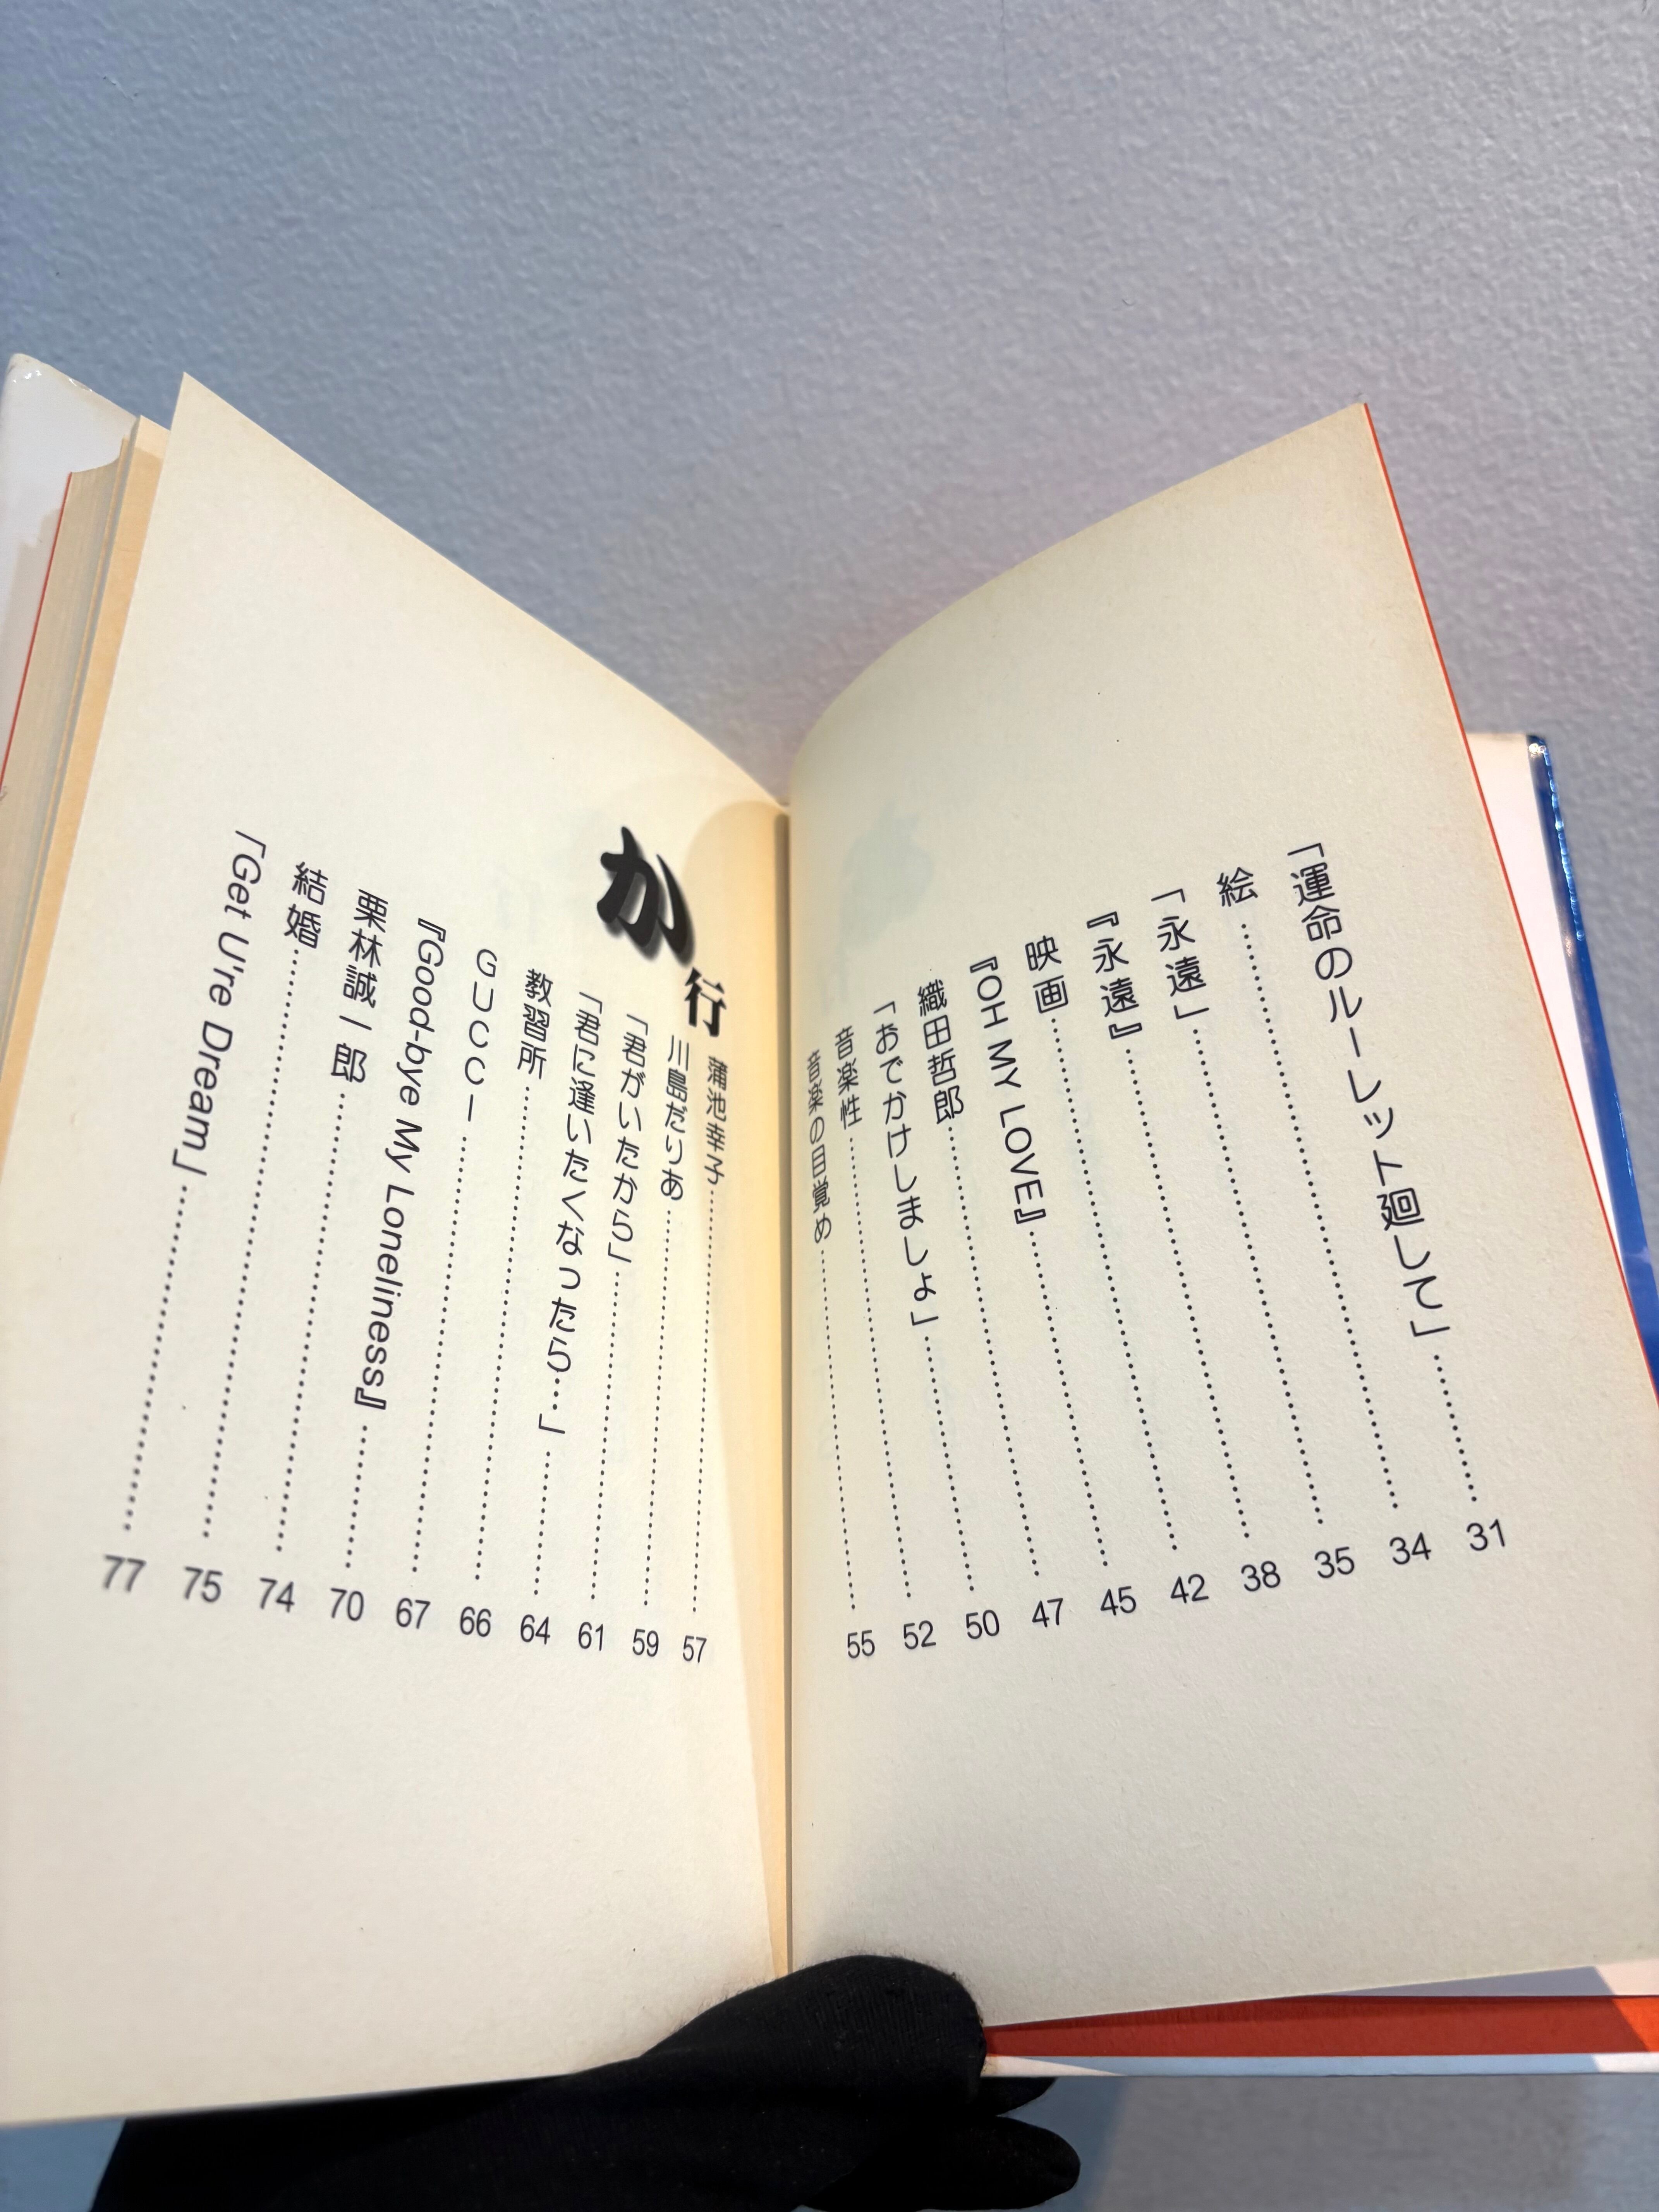 「運命のルーレット廻して」………31
絵………34
「永遠」………35
『永遠』………38
映画………42
『OH MY LOVE』………45
織田哲郎………47
「おでかけしましょ」………50
音楽性………52
音楽の目覚め………55
か行
蒲池幸子………57
川島だりあ………59
「君がいたから」………61
「君に逢いたくなったら…」………64
教習所………66
GUCCI………67
『Good-bye My Loneliness』………70
栗林誠一郎………74
結婚………75
「Get U're Dream」………77